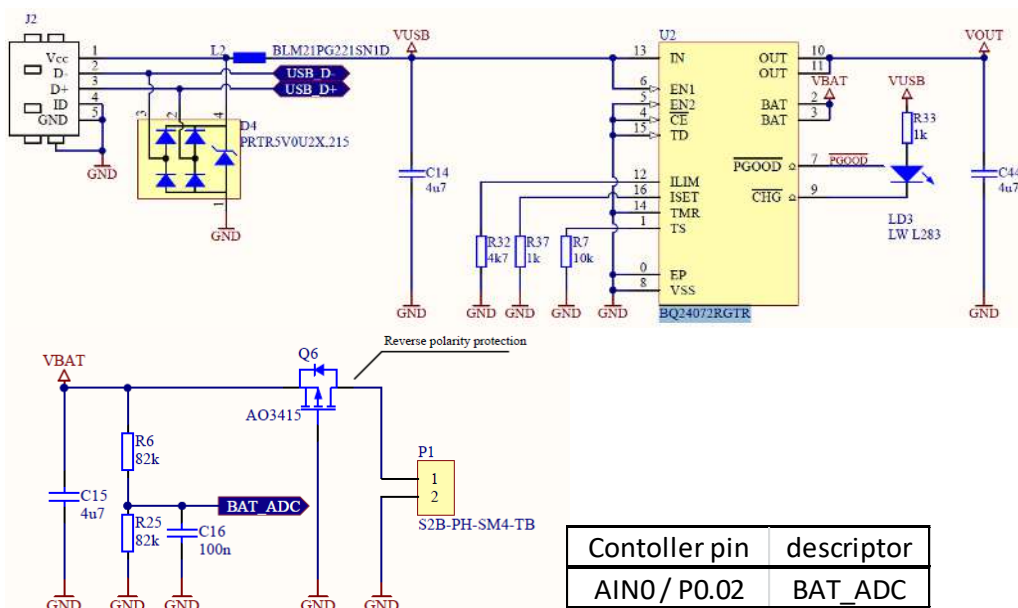 J2
Vcc 1
D- 2
D+ 3
ID 4
GND 5
GND
L2 BLM21PG221SN1D
USB_D-
USB_D+
3 2 4
D4
PRTR5V0U2X,215
1
GND
VUSB
C14
4u7
GND
R32
4k7
GND
R37
1k
GND
R7
10k
GND
GND
U2
13 IN
6 EN1
5 EN2
4 CE
15 TD
12 ILIM
16 ISET
14 TMR
1 TS
0 EP
8 VSS
OUT 10
OUT 11
BAT 2
BAT 3
PGOOD 7 PGOOD
CHG 9
BQ24072RGTR
VBAT
VUSB
R33
1k
LD3
LW L283
VOUT
C44
4u7
GND
VBAT
C15
4u7
GND
R6
82k
R25
82k
GND
C16
100n
GND
BAT_ADC
Q6
AO3415
GND
Reverse polarity protection
P1
1
2
S2B-PH-SM4-TB
GND
Contoller pin descriptor
AIN0 / P0.02 BAT_ADC